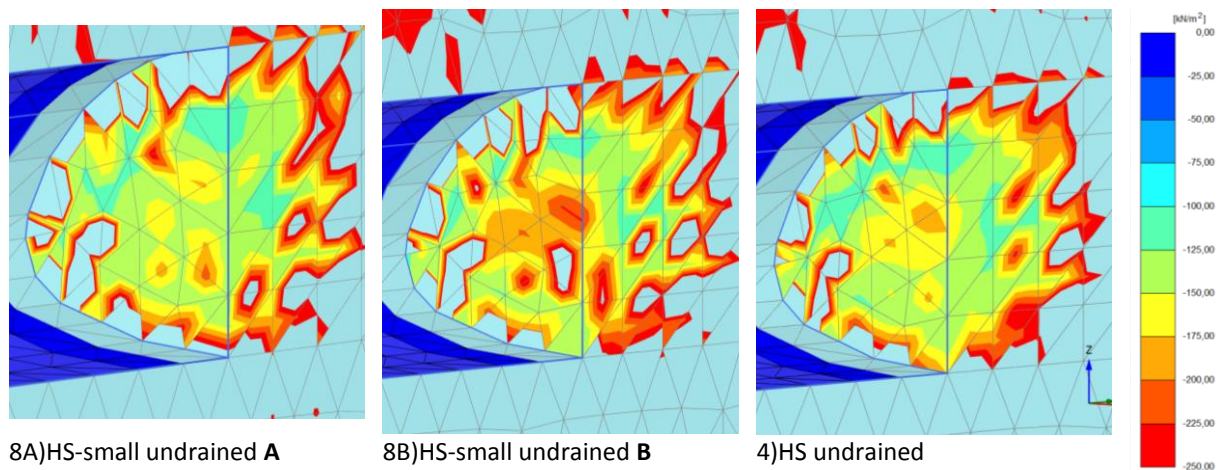 [kN/m²]
0,00
-25,00
-50,00
-75,00
-100,00
-125,00
-150,00
-175,00
-200,00
-225,00
-250,00
Z
8A)HS-small undrained A
8B)HS-small undrained B
4)HS undrained